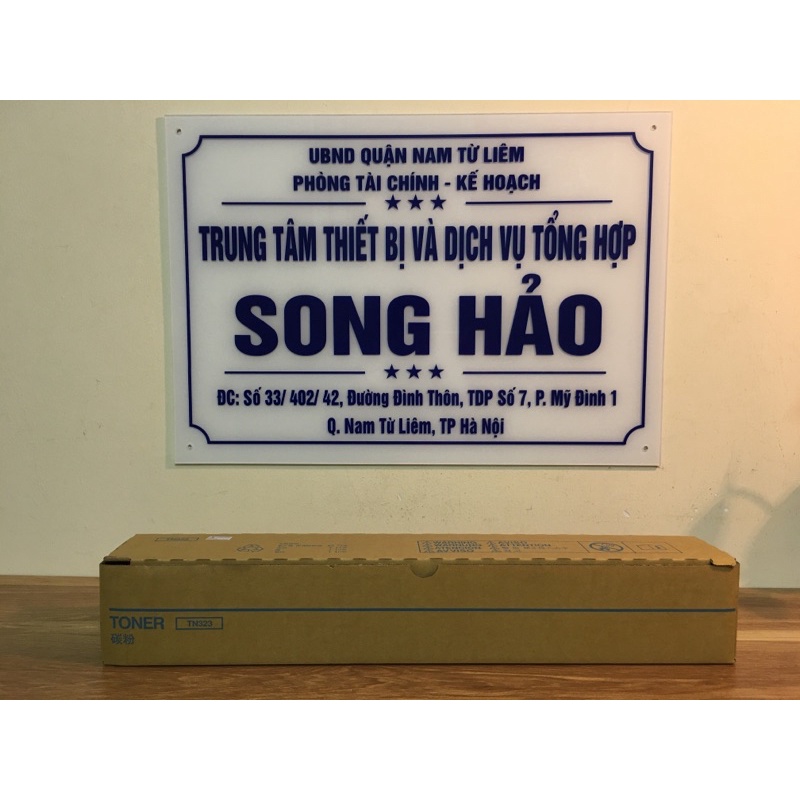 UBND QUẬN NAM TỪ LIÊM
PHÒNG TÀI CHÍNH - KẾ HOẠCH
TRUNG TÂM THIẾT BỊ VÀ DỊCH VỤ TỔNG HỢP
SONG HẢO
ĐC: Số 33/ 402/ 42, Đường Đình Thôn, TDP Số 7, P. Mỹ Đình 1
Q. Nam Từ Liêm, TP Hà Nội
TONER TN323
碳粉